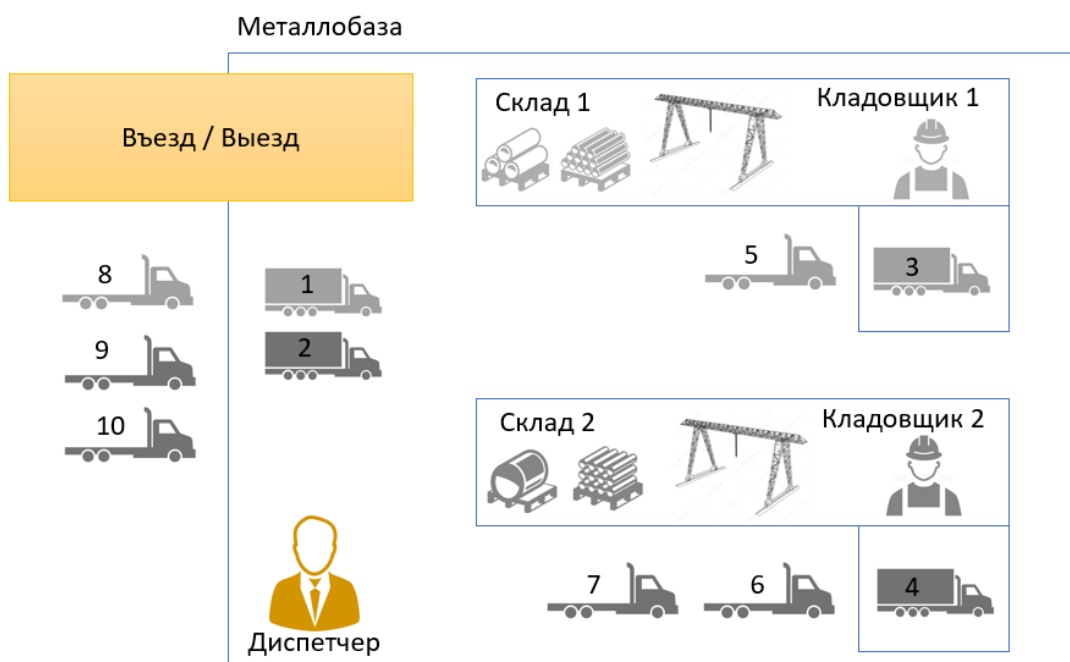 Металлобаза
Въезд / Выезд
Склад 1
Кладовщик 1
8
1
5
3
9
2
10
Склад 2
Кладовщик 2
7
6
4
Диспетчер